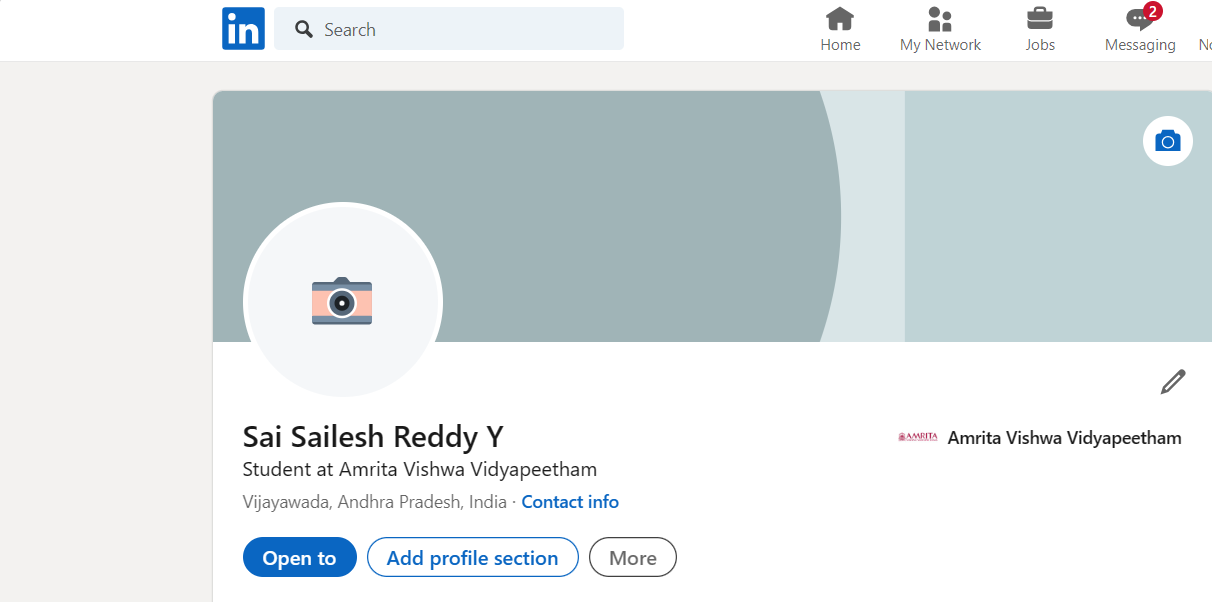 in Search
Home My Network Jobs Messaging 2 No
Sai Sailesh Reddy Y
AMRITA Amrita Vishwa Vidyapeetham
Student at Amrita Vishwa Vidyapeetham
Vijayawada, Andhra Pradesh, India · Contact info
Open to Add profile section More